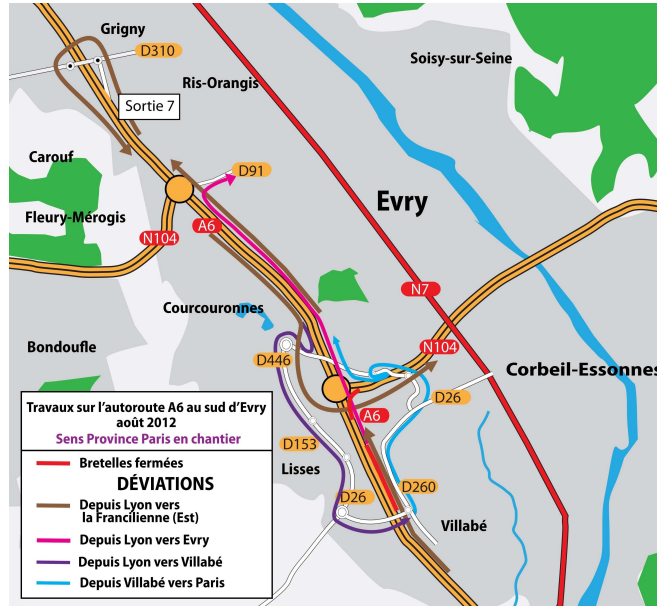 Grigny
D310
Soisy-sur-Seine
Ris-Orangis
Sortie 7
Carouf
D91
Evry
Fleury-Mérogis
A6
N104
N7
Courcouronnes
N104
Bondoufle
D446
Corbeil-Essonnes
D26
A6
D153
Lisses
D26
D260
Villabé
Travaux sur l'autoroute A6 au sud d'Evry
août 2012
Sens Province Paris en chantier
Bretelles fermées
DÉVIATIONS
Depuis Lyon vers
la Francilienne (Est)
Depuis Lyon vers Evry
Depuis Lyon vers Villabé
Depuis Villabé vers Paris